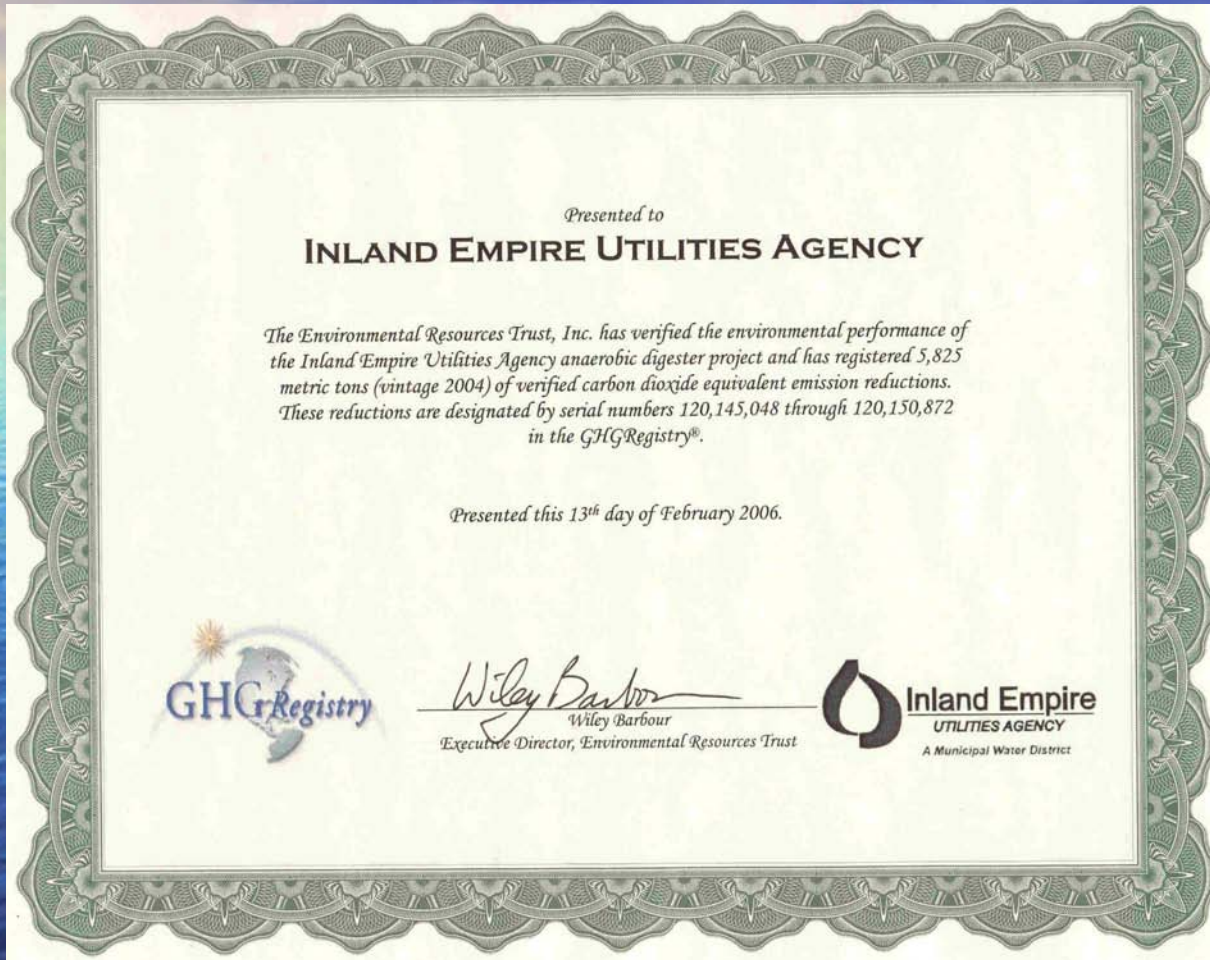 Presented to
INLAND EMPIRE UTILITIES AGENCY
The Environmental Resources Trust, Inc. has verified the environmental performance of
the Inland Empire Utilities Agency anaerobic digester project and has registered 5,825
metric tons (vintage 2004) of verified carbon dioxide equivalent emission reductions.
These reductions are designated by serial numbers 120,145,048 through 120,150,872
in the GHGRegistry®.
Presented this 13th day of February 2006.
GHGRegistry
Wiley Barbour
Wiley Barbour
Executive Director, Environmental Resources Trust
Inland Empire
UTILITIES AGENCY
A Municipal Water District